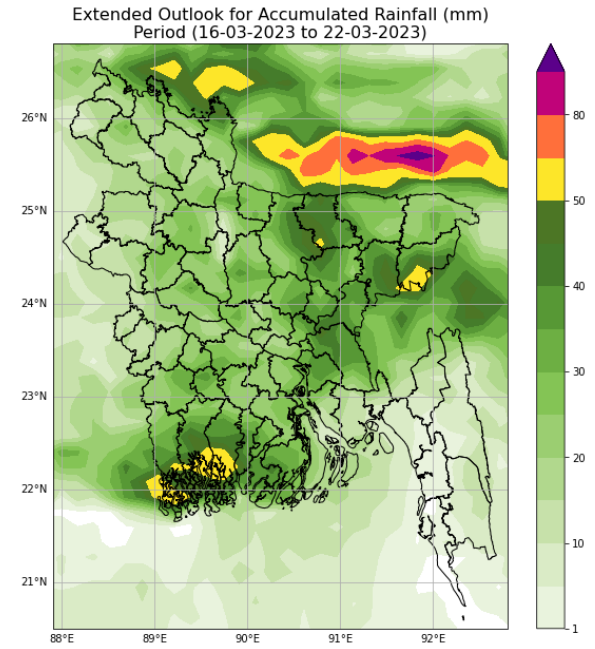 Extended Outlook for Accumulated Rainfall (mm)
Period (16-03-2023 to 22-03-2023)
26°N
25°N
24°N
23°N
22°N
21°N
88°E 89°E 90°E 91°E 92°E
80
50
40
30
20
10
1